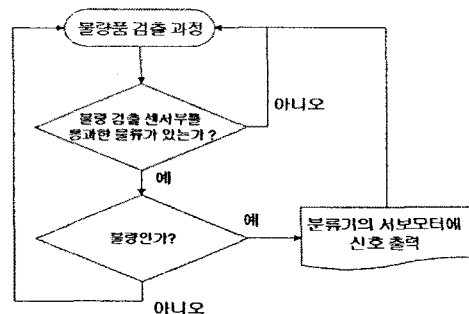 불량품 검출 과정
불량 검출 센서부를
통과한 물류가 있는가?
아니오
예
불량인가?
예
분류기의 서보모터에
신호 출력
아니오